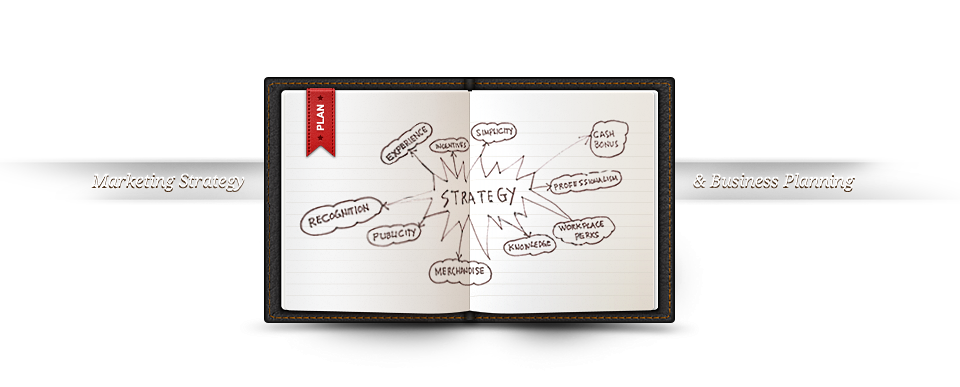 PLAN
Marketing Strategy
& Business Planning
EXPERIENCE
INCENTIVES
SIMPLICITY
CASH
BONUS
STRATEGY
PROFESSIONALISM
RECOGNITION
PUBLICITY
KNOWLEDGE
WORKPLACE
PERKS
MERCHANDISE